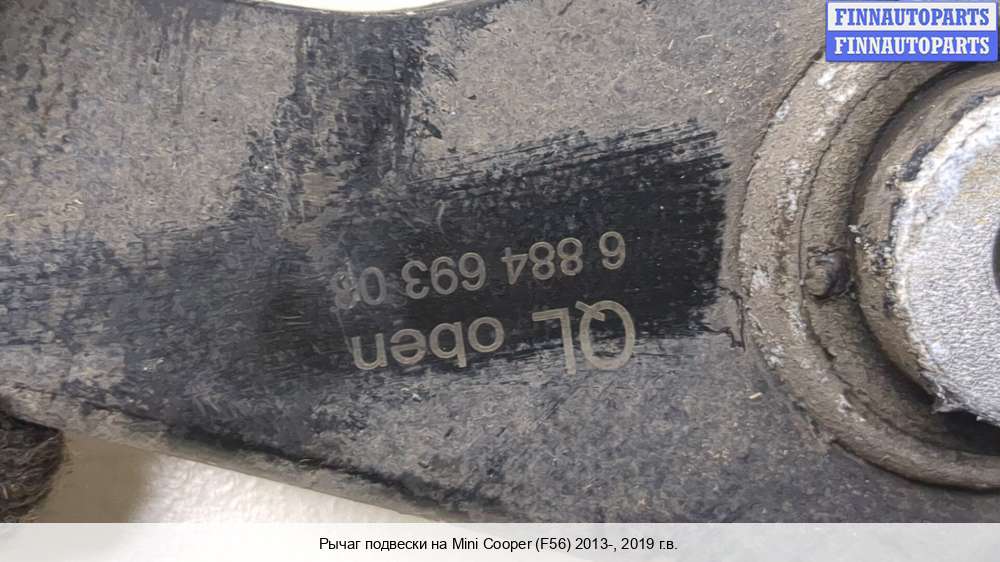 FINNAUTOPARTS
FINNAUTOPARTS
QL oben
6 884 693 08
Рычаг подвески на Mini Cooper (F56) 2013-, 2019 г.в.